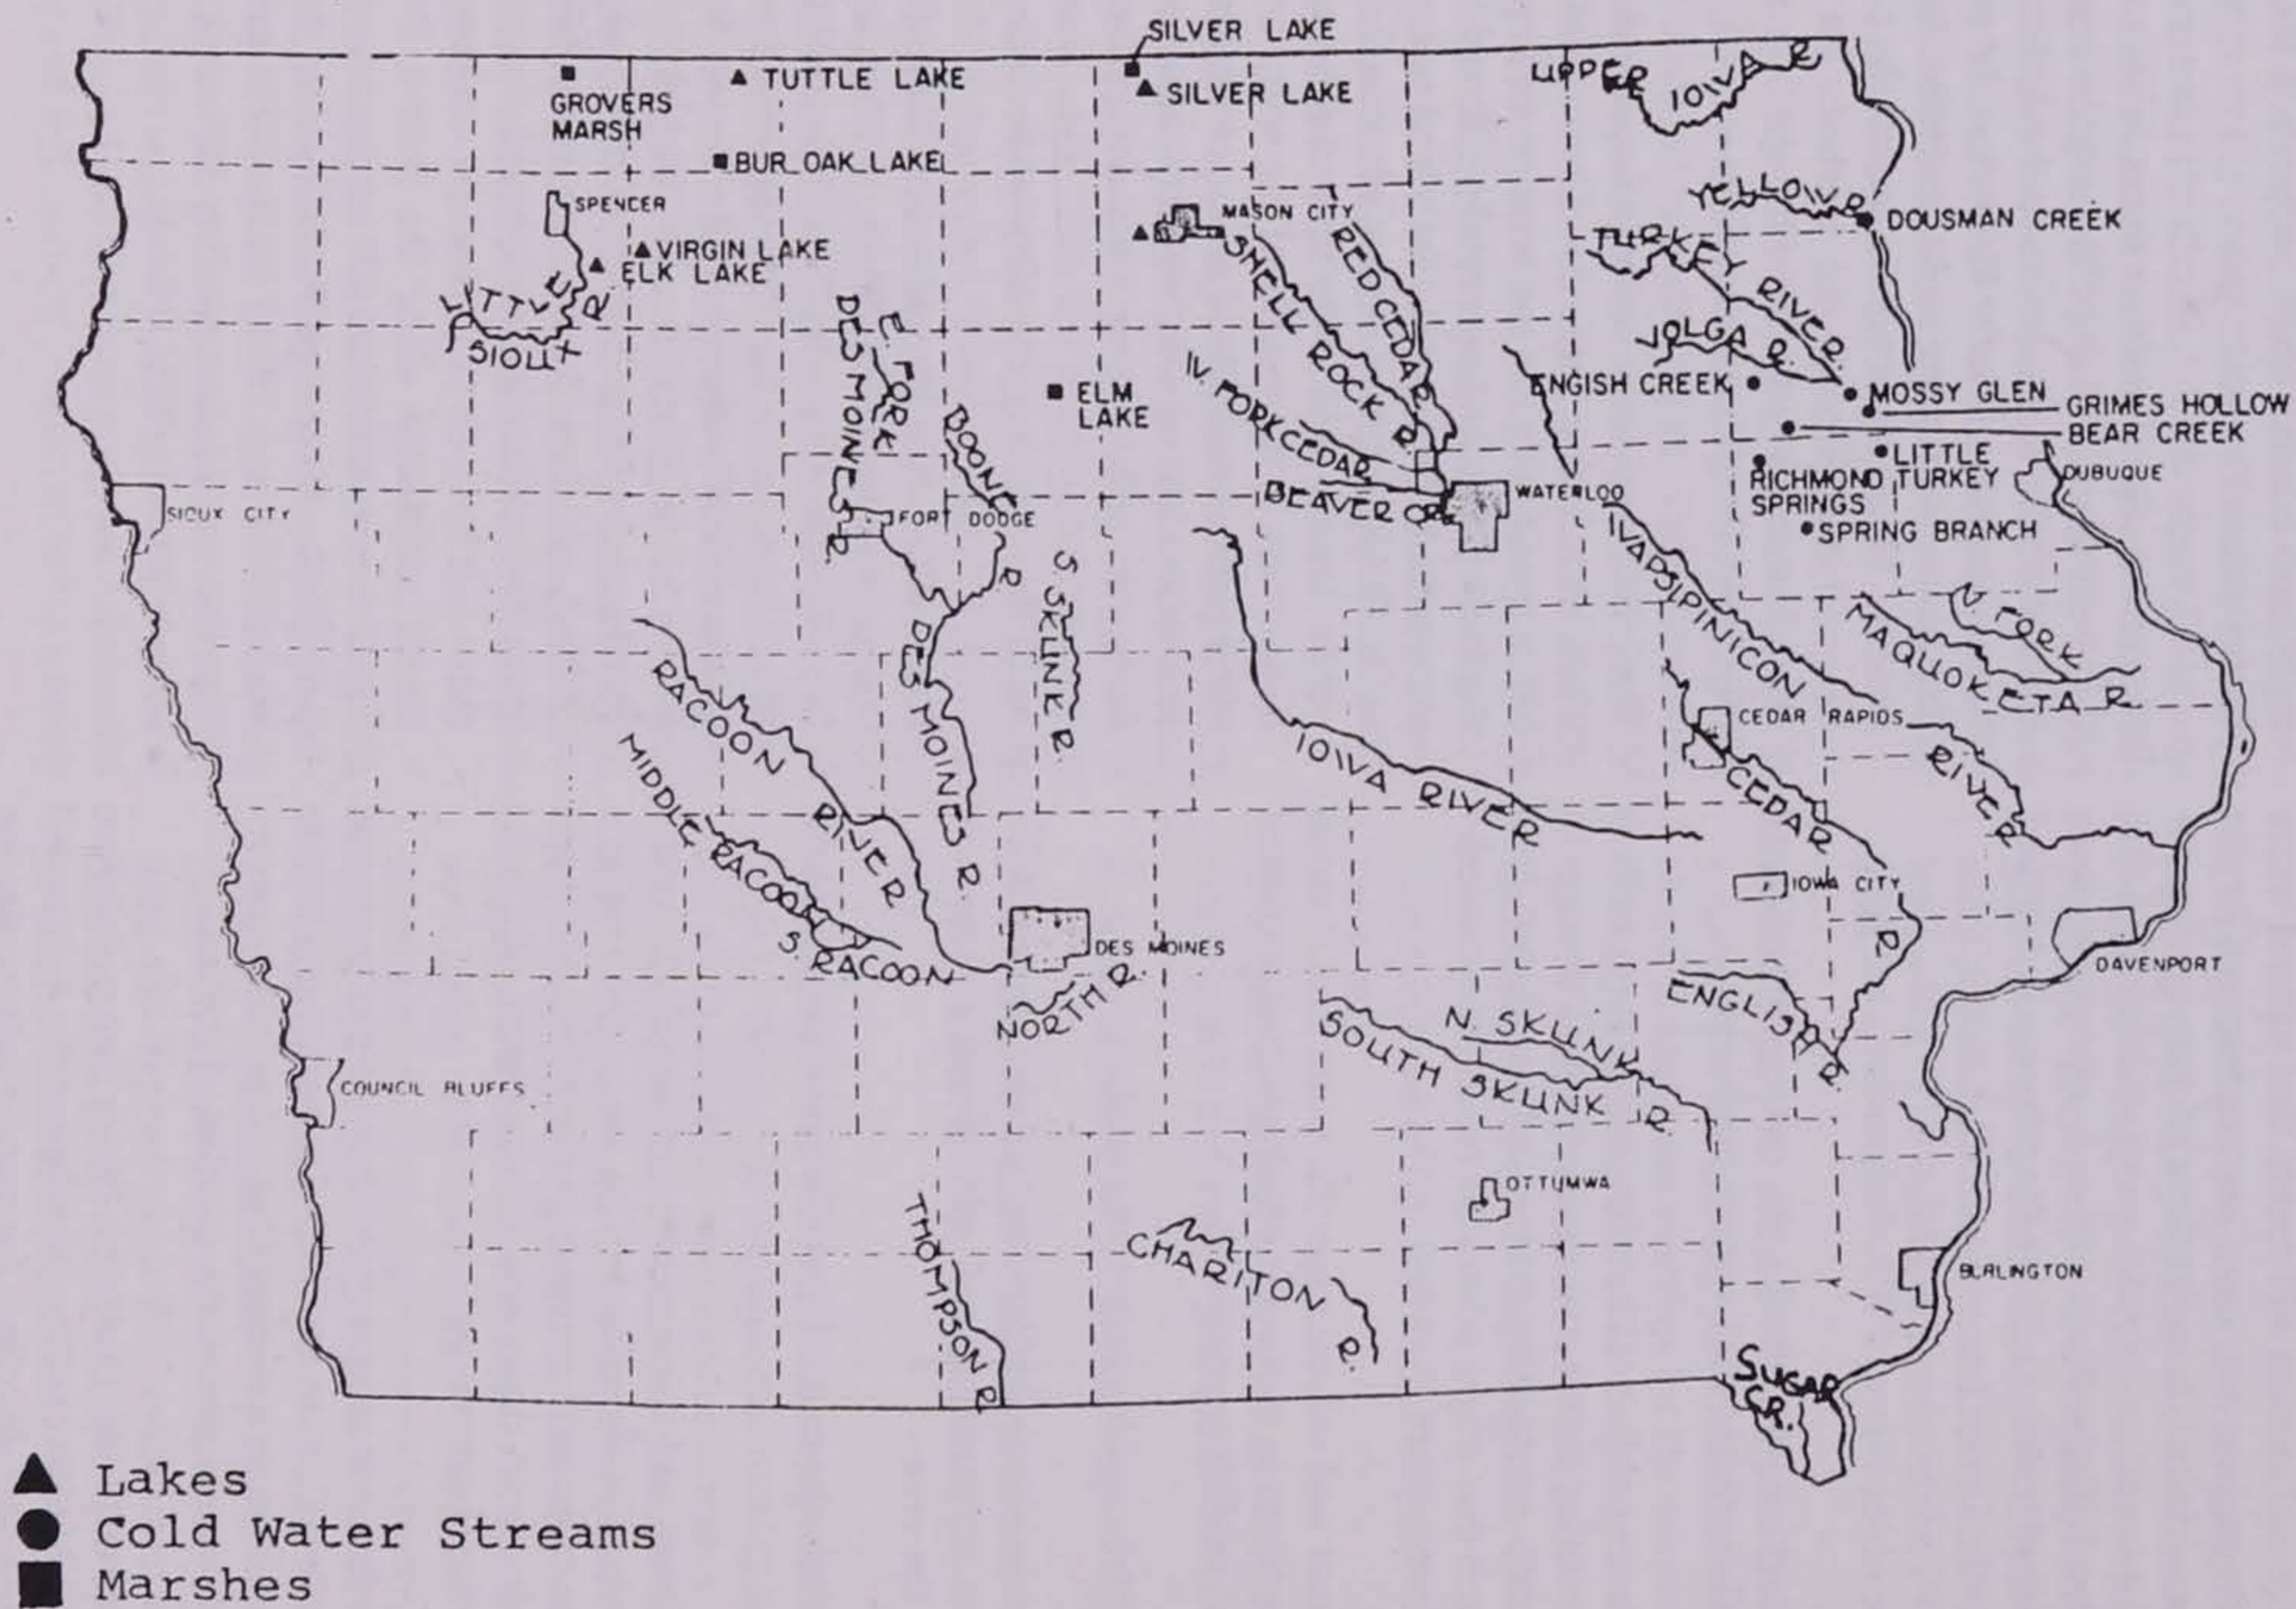 SILVER LAKE
TUTTLE LAKE
SILVER LAKE
UPPER IOWA R
GROVERS
MARSH
BUR OAK LAKE
SPENCER
MASON CITY
YELLOW R
DOUSMAN CREEK
VIRGIN LAKE
ELK LAKE
LITTLE
SIOUX
R.
DES MOINES R.
E. FORK
SHELL ROCK R.
RED CEDAR
TURKEY RIVER
VOLGA R.
ELM
LAKE
W. FORK CEDAR
ENGISH CREEK
MOSSY GLEN
GRIMES HOLLOW
BEAR CREEK
BOONE
R
LITTLE
TURKEY
RICHMOND
SPRINGS
DUBUQUE
BEAVER CR.
WATERLOO
SIOUX CITY
FORT DODGE
SPRING BRANCH
WAPSIPINICON
RIVER
S SKUNK R.
N FORK
MAQUOKETA R.
DES MOINES R.
RACOON
RIVER
MIDDLE RACOON
S. RACOON
IOWA RIVER
CEDAR RAPIDS
CEDAR
R
IOWA CITY
DES MOINES
NORTH R.
DAVENPORT
ENGLISH
R.
N. SKUNK
SOUTH SKUNK R.
COUNCIL BLUFFS
OTTUMWA
THOMPSON R
CHARITON
R.
BURLINGTON
SUGAR
CR.
Lakes
Cold Water Streams
Marshes